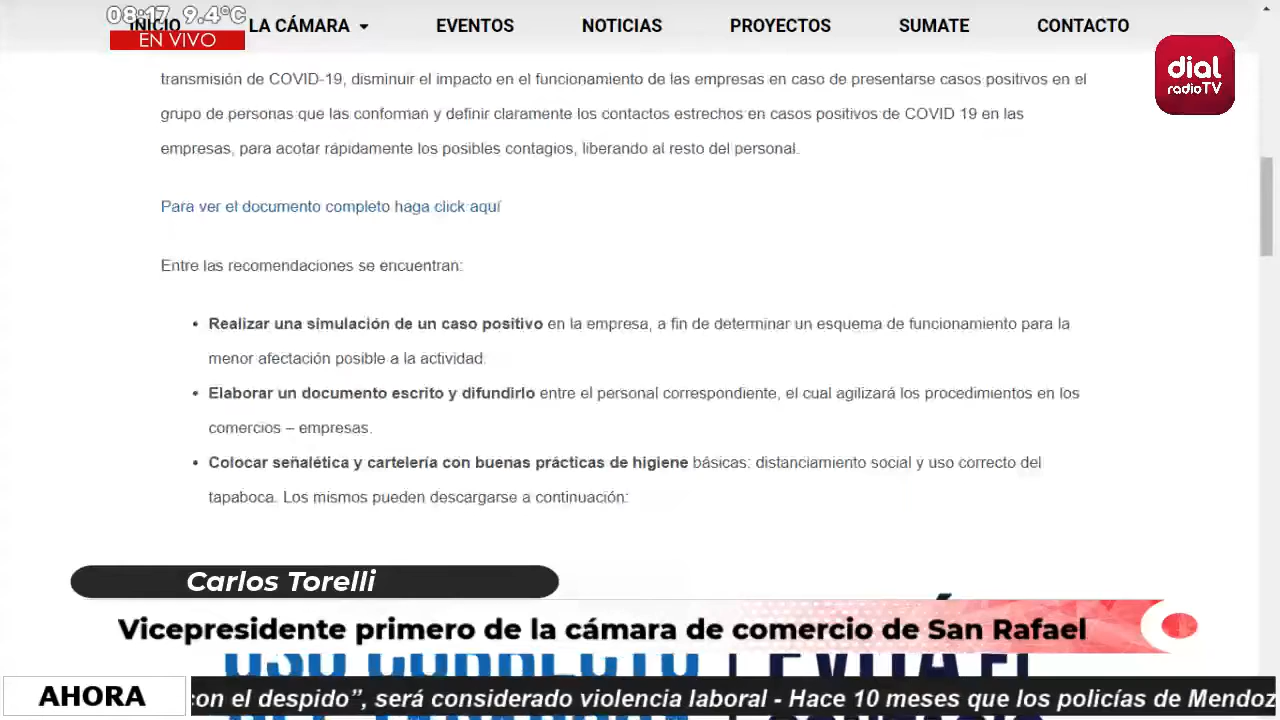 08:17 9.4°C
EN VIVO
INICIO LA CÁMARA EVENTOS NOTICIAS PROYECTOS SUMATE CONTACTO
dial
radioTV
transmisión de COVID-19, disminuir el impacto en el funcionamiento de las empresas en caso de presentarse casos positivos en el
grupo de personas que las conforman y definir claramente los contactos estrechos en casos positivos de COVID 19 en las
empresas, para acotar rápidamente los posibles contagios, liberando al resto del personal.
Para ver el documento completo haga click aquí
Entre las recomendaciones se encuentran:
• Realizar una simulación de un caso positivo en la empresa, a fin de determinar un esquema de funcionamiento para la
menor afectación posible a la actividad.
• Elaborar un documento escrito y difundirlo entre el personal correspondiente, el cual agilizará los procedimientos en los
comercios – empresas.
• Colocar señalética y cartelería con buenas prácticas de higiene básicas: distanciamiento social y uso correcto del
tapaboca. Los mismos pueden descargarse a continuación:
Carlos Torelli
Vicepresidente primero de la cámara de comercio de San Rafael
USO CORRECTO EVITA EL
AHORA con el despido”, será considerado violencia laboral - Hace 10 meses que los policías de Mendoz